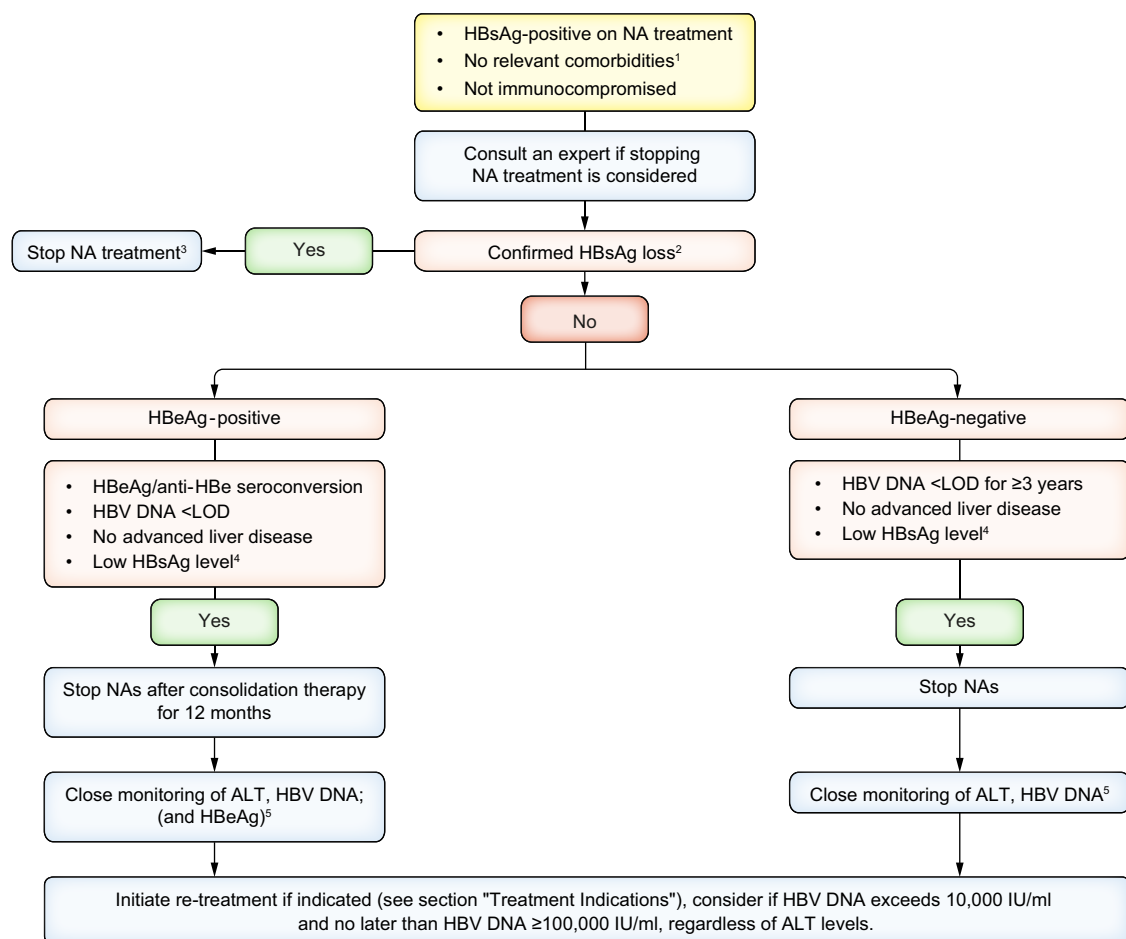 • HBsAg-positive on NA treatment
• No relevant comorbidities¹
• Not immunocompromised
Consult an expert if stopping
NA treatment is considered
Stop NA treatment³
Yes
Confirmed HBsAg loss²
No
HBeAg-positive
• HBeAg/anti-HBe seroconversion
• HBV DNA <LOD
• No advanced liver disease
• Low HBsAg level⁴
Yes
Stop NAs after consolidation therapy
for 12 months
Close monitoring of ALT, HBV DNA;
(and HBeAg)⁵
HBeAg-negative
• HBV DNA <LOD for ≥3 years
• No advanced liver disease
• Low HBsAg level⁴
Yes
Stop NAs
Close monitoring of ALT, HBV DNA⁵
Initiate re-treatment if indicated (see section "Treatment Indications"), consider if HBV DNA exceeds 10,000 IU/ml
and no later than HBV DNA ≥100,000 IU/ml, regardless of ALT levels.